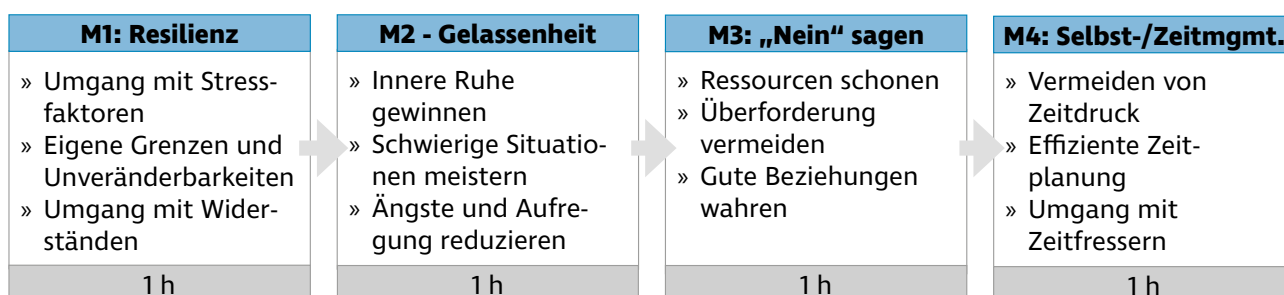 M1: Resilienz
» Umgang mit Stress-
faktoren
» Eigene Grenzen und
Unveränderbarkeiten
» Umgang mit Wider-
ständen
1 h
M2 - Gelassenheit
» Innere Ruhe
gewinnen
» Schwierige Situatio-
nen meistern
» Ängste und Aufre-
gung reduzieren
1 h
M3: „Nein“ sagen
» Ressourcen schonen
» Überforderung
vermeiden
» Gute Beziehungen
wahren
1 h
M4: Selbst-/Zeitmgmt.
» Vermeiden von
Zeitdruck
» Effiziente Zeit-
planung
» Umgang mit
Zeitfressern
1 h